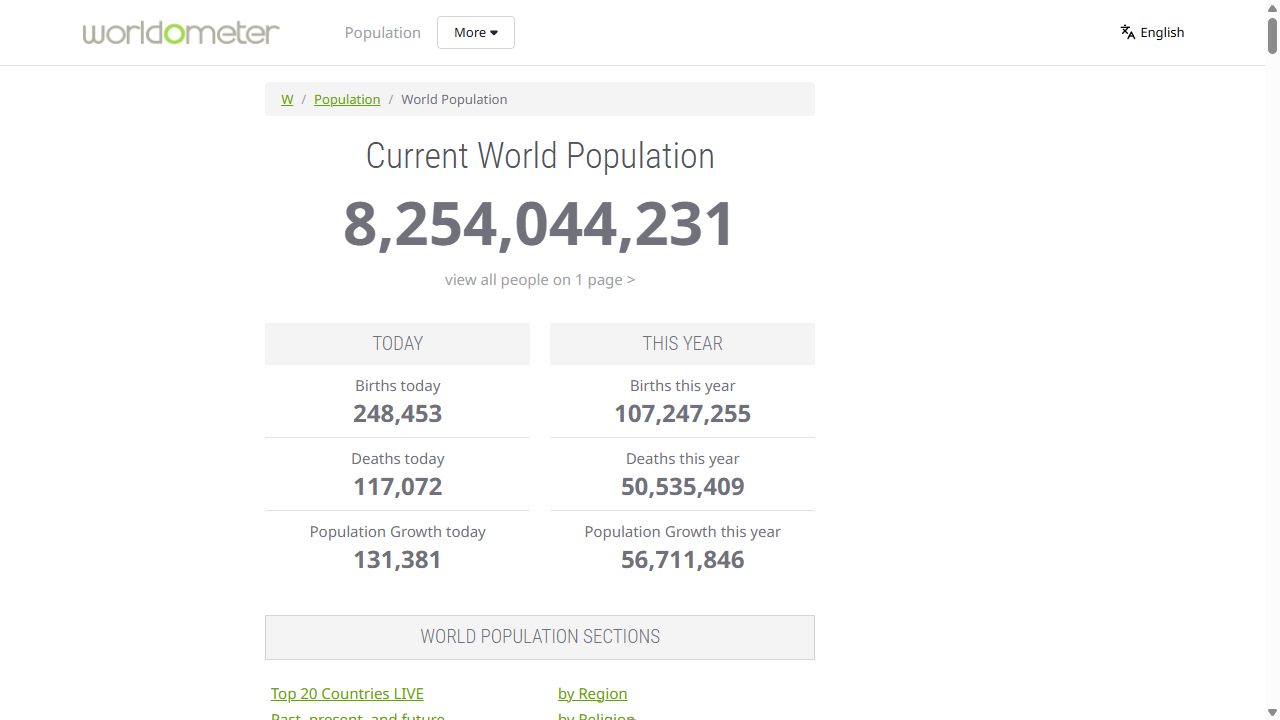 worldometer
Population
More
English
W / Population / World Population
Current World Population
8,254,044,231
view all people on 1 page >
TODAY
Births today
248,453
Deaths today
117,072
Population Growth today
131,381
THIS YEAR
Births this year
107,247,255
Deaths this year
50,535,409
Population Growth this year
56,711,846
WORLD POPULATION SECTIONS
Top 20 Countries LIVE
by Region
Past, present, and future
by Religion